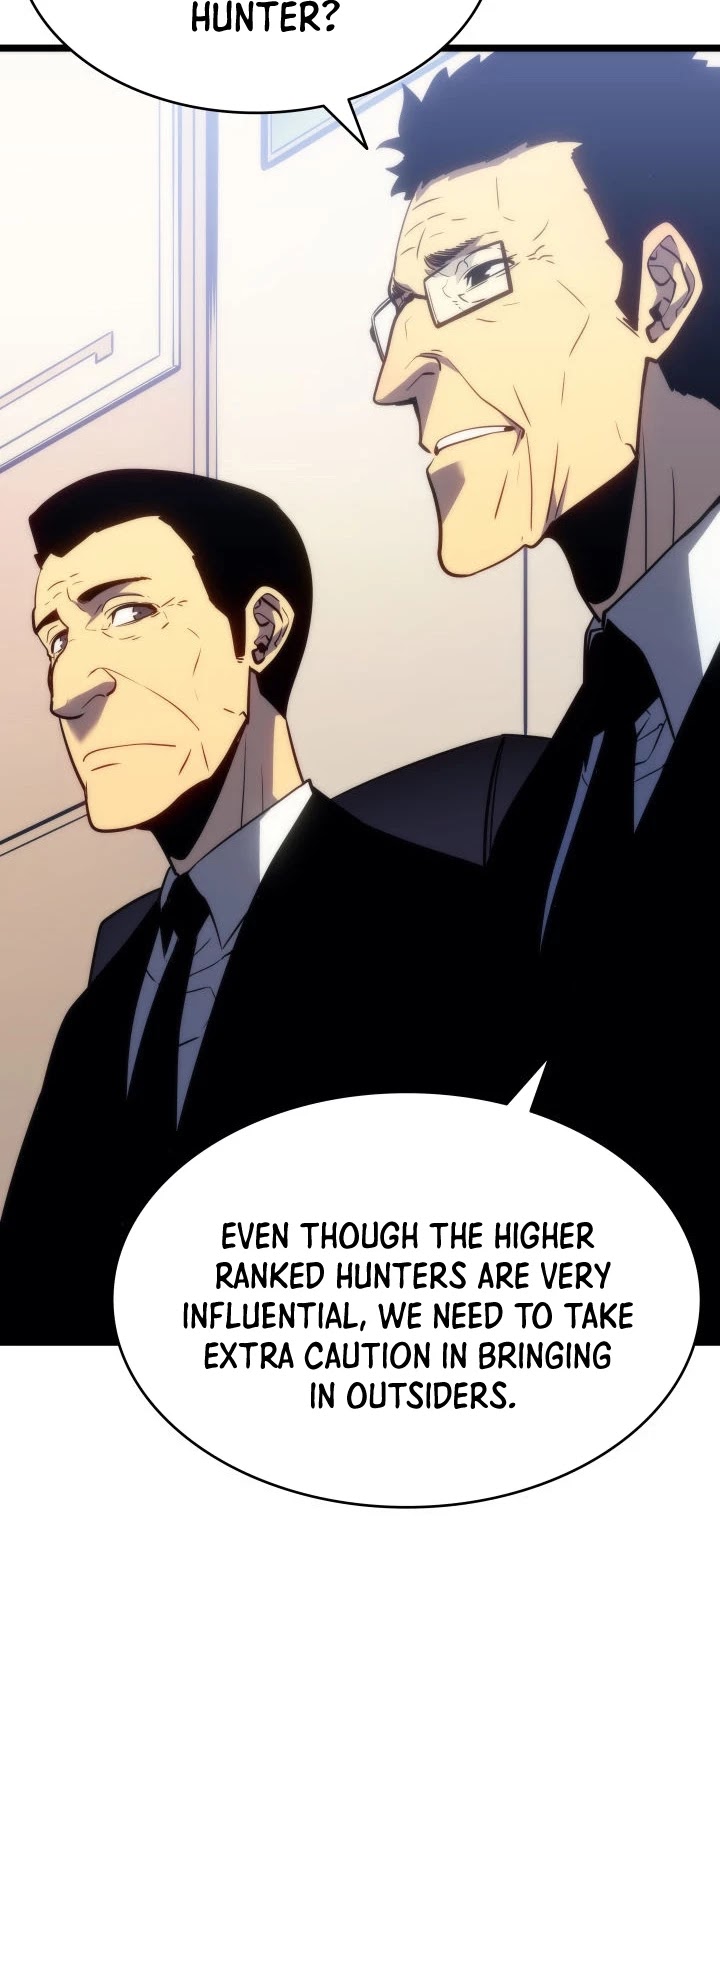 HUNTER?
EVEN THOUGH THE HIGHER
RANKED HUNTERS ARE VERY
INFLUENTIAL, WE NEED TO TAKE
EXTRA CAUTION IN BRINGING
IN OUTSIDERS.